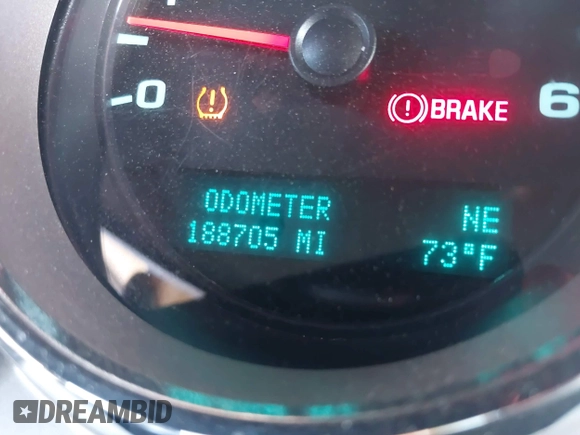 0
6
BRAKE
ODOMETER
188705 MI
NE
73°F
DREAMBID